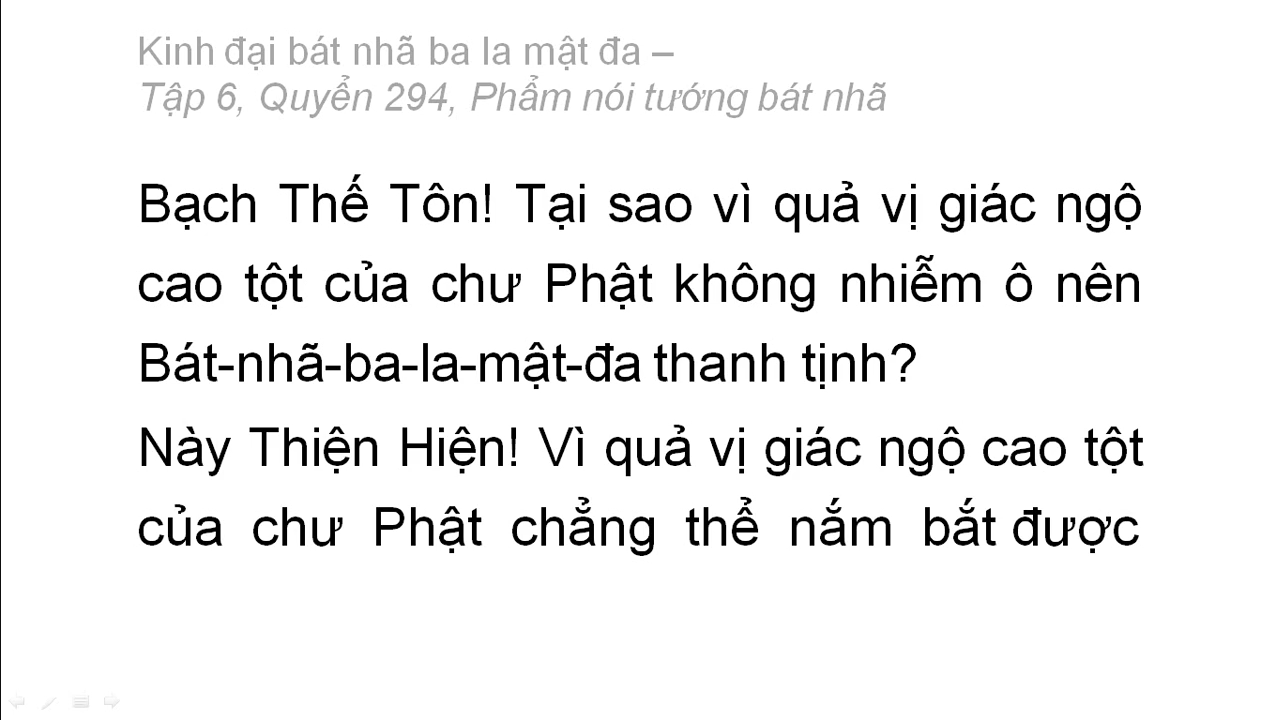 Kinh đại bát nhã ba la mật đa –
Tập 6, Quyển 294, Phẩm nói tướng bát nhã
Bạch Thế Tôn! Tại sao vì quả vị giác ngộ
cao tột của chư Phật không nhiễm ô nên
Bát-nhã-ba-la-mật-đa thanh tịnh?
Này Thiện Hiện! Vì quả vị giác ngộ cao tột
của chư Phật chẳng thể nắm bắt được